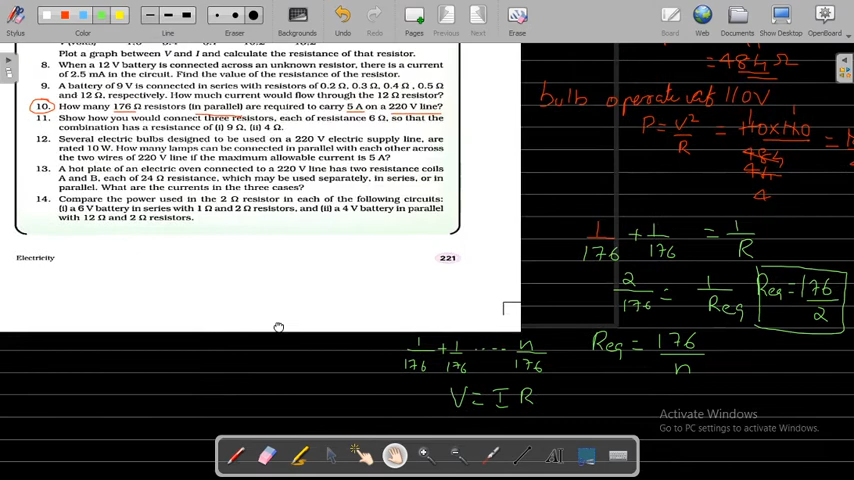 Stylus
Colors
Line
Pen
Backgrounds
Undo
Pages
Previous
Next
Erase
Documents
Show Desktop
OpenBoard
Plot a graph between V and I and calculate the resistance of that resistor.
8. When a 12 V battery is connected across an unknown resistor, there is a current
of 2.5 mA in the circuit. Find the value of the resistance of the resistor.
9. A battery of 9 V is connected in series with resistors of 0.2 Ω, 0.3 Ω, 0.4 Ω , 0.5 Ω
and 12 Ω, respectively. How much current would flow through the 12 Ω resistor?
10. How many 176 Ω resistors (in parallel) are required to carry 5 A on a 220 V line?
11. Show how you would connect three resistors, each of resistance 6 Ω, so that the
combination has a resistance of (i) 9 Ω, (ii) 4 Ω.
12. Several electric bulbs designed to be used on a 220 V electric supply line, are
rated 10 W. How many lamps can be connected in parallel with each other across
the two wires of 220 V line if the maximum allowable current is 5 A?
13. A hot plate of an electric oven connected to a 220 V line has two resistance coils
A and B, each of 24 Ω resistance, which may be used separately, in series, or in
parallel. What are the currents in the three cases?
14. Compare the power used in the 2 Ω resistor in each of the following circuits:
(i) a 6 V battery in series with 1 Ω and 2 Ω resistors, and (ii) a 4 V battery in parallel
with 12 Ω and 2 Ω resistors.
Electricity 221
= 484 Ω
bulb operate at 110V
P = V²/R = 110×110/484
4
1/176 + 1/176 = 1/R
2/176 = 1/Req Req = 176/2
1/176 + 1/176 ..... n/176 Req = 176/n
V = I R
Activate Windows
Go to PC settings to activate Windows.